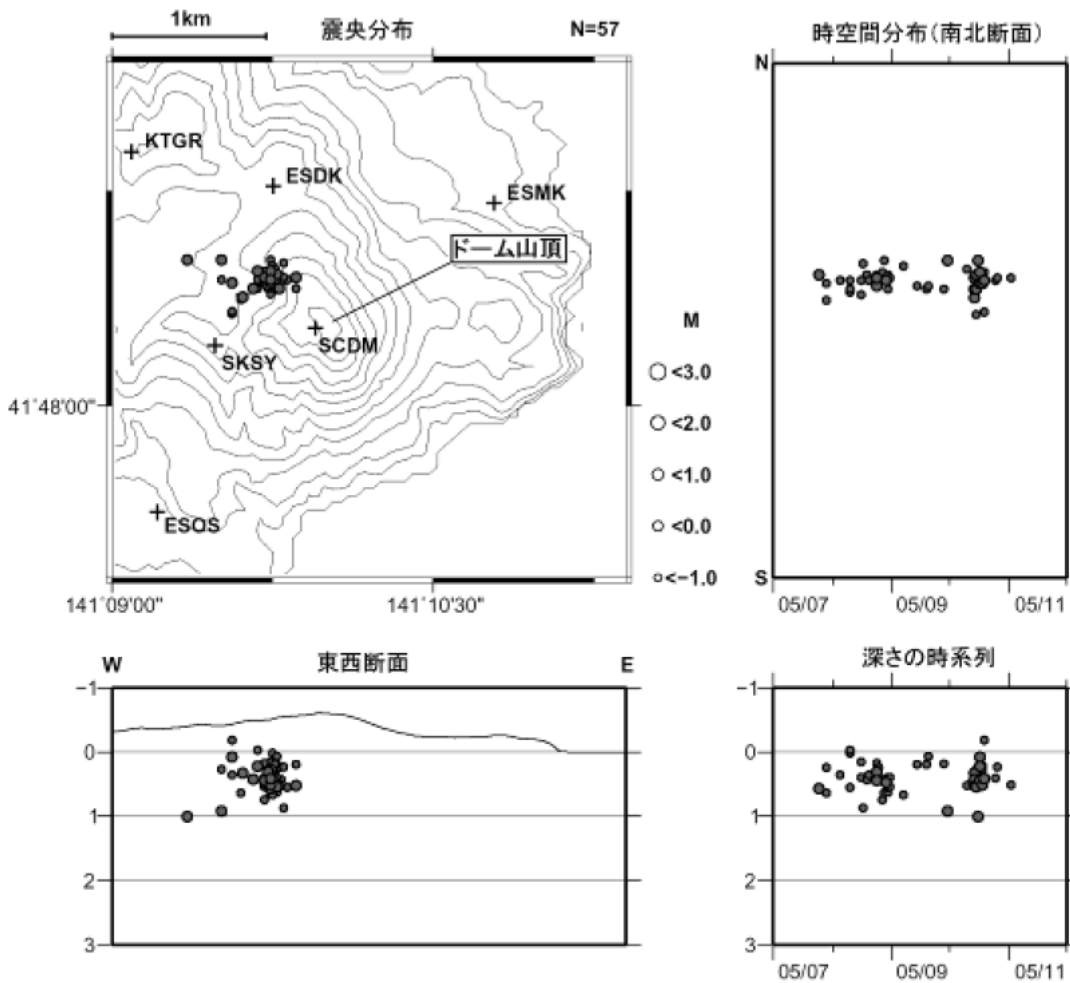 1km
震央分布
N=57
時空間分布(南北断面)
N
KTGR
ESDK
ESMK
ドーム山頂
SCDM
SKSY
41°48'00"
ESOS
M
<3.0
<2.0
<1.0
<0.0
<-1.0
S
141°09'00"
141°10'30"
05/07
05/09
05/11
W
東西断面
E
深さの時系列
-1
0
1
2
3
-1
0
1
2
3
05/07
05/09
05/11